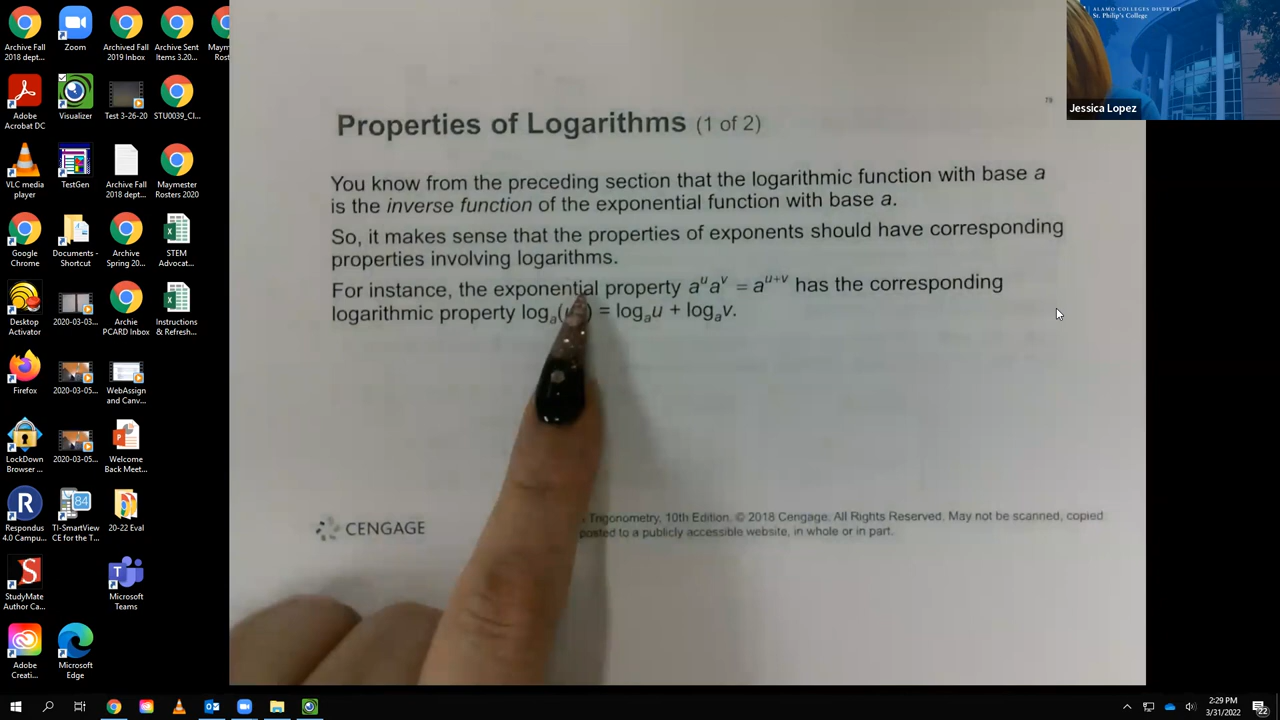 Archive Fall
2018 dept...
Zoom
Archived Fall
2019 Inbox
Archive Sent
Items 3.20...
Maym
Rost
Adobe
Acrobat DC
Visualizer
Test 3-26-20
STU0039_Cl...
VLC media
player
TestGen
Archive Fall
2018 dept...
Maymester
Rosters 2020
Google
Chrome
Documents -
Shortcut
Archive
Spring 20...
STEM
Advocat...
Desktop
Activator
2020-03-03...
Archie
PCARD Inbox
Instructions
& Refresh...
Firefox
2020-03-05...
WebAssign
and Canv...
LockDown
Browser ...
2020-03-05...
Welcome
Back Meet...
R
Respondus
4.0 Campu...
84
TI-SmartView
CE for the T...
20-22 Eval
StudyMate
Author Ca...
Microsoft
Teams
Adobe
Creati...
Microsoft
Edge
ALAMO COLLEGES DISTRICT
St. Philip's College
Jessica Lopez
79
Properties of Logarithms (1 of 2)
You know from the preceding section that the logarithmic function with base a
is the inverse function of the exponential function with base a.
So, it makes sense that the properties of exponents should have corresponding
properties involving logarithms.
For instance, the exponential property aᵘaᵛ = aᵘ⁺ᵛ has the corresponding
logarithmic property logₐ(u ) = logₐu + logₐv.
CENGAGE
Trigonometry, 10th Edition. © 2018 Cengage. All Rights Reserved. May not be scanned, copied
posted to a publicly accessible website, in whole or in part.
2:29 PM
3/31/2022
22